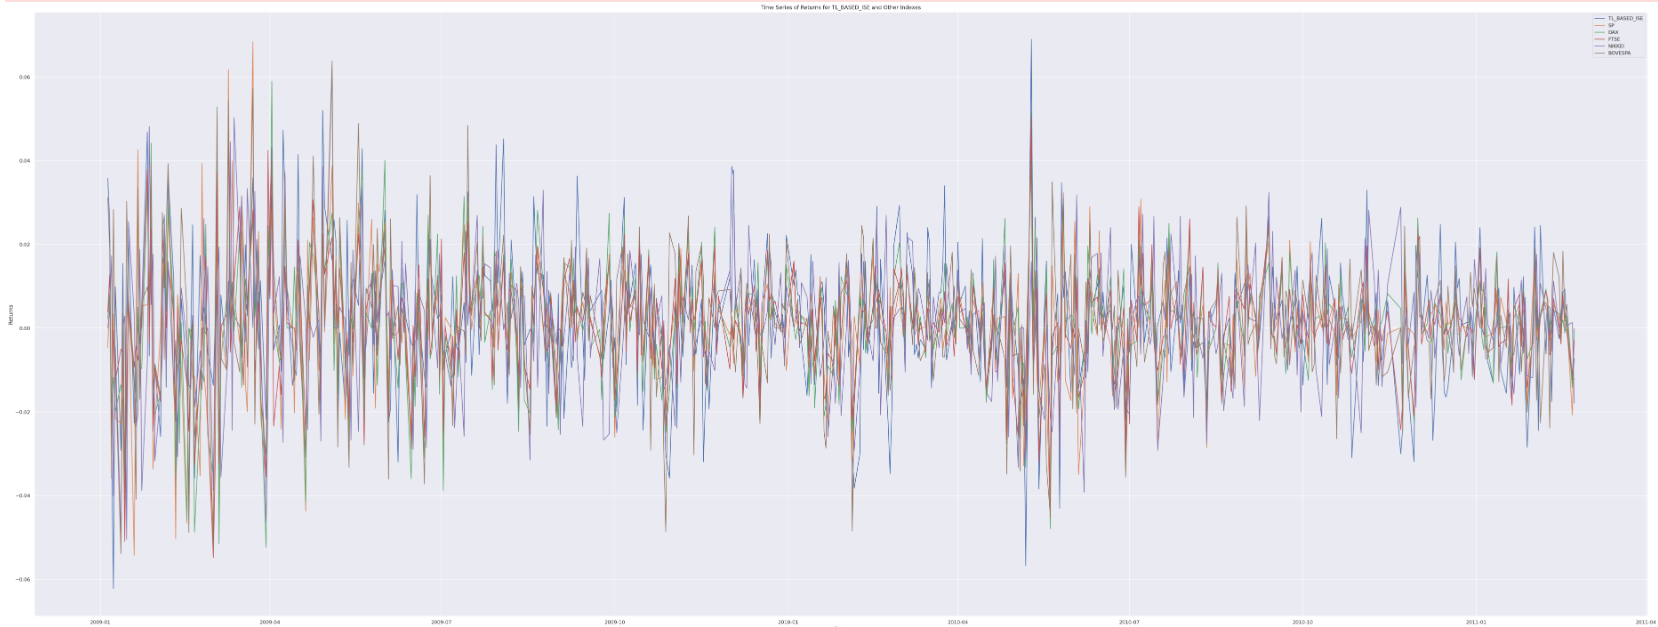 Time Series of Returns for TL_BASED_ISE and Other Indexes
TL_BASED_ISE
SP
DAX
FTSE
NIKKEI
BOVESPA
Returns
0.06
0.04
0.02
0.00
−0.02
−0.04
−0.06
2009-01
2009-04
2009-07
2009-10
2010-01
2010-04
2010-07
2010-10
2011-01
2011-04